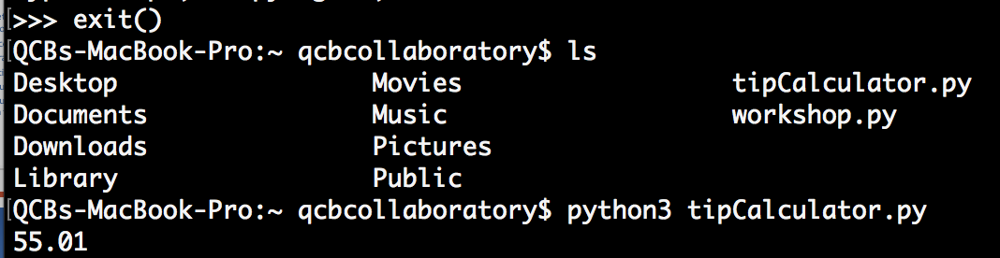 >>> exit()
QCBs-MacBook-Pro:~ qcbcollaboratory$ ls
Desktop Movies tipCalculator.py
Documents Music workshop.py
Downloads Pictures
Library Public
QCBs-MacBook-Pro:~ qcbcollaboratory$ python3 tipCalculator.py
55.01